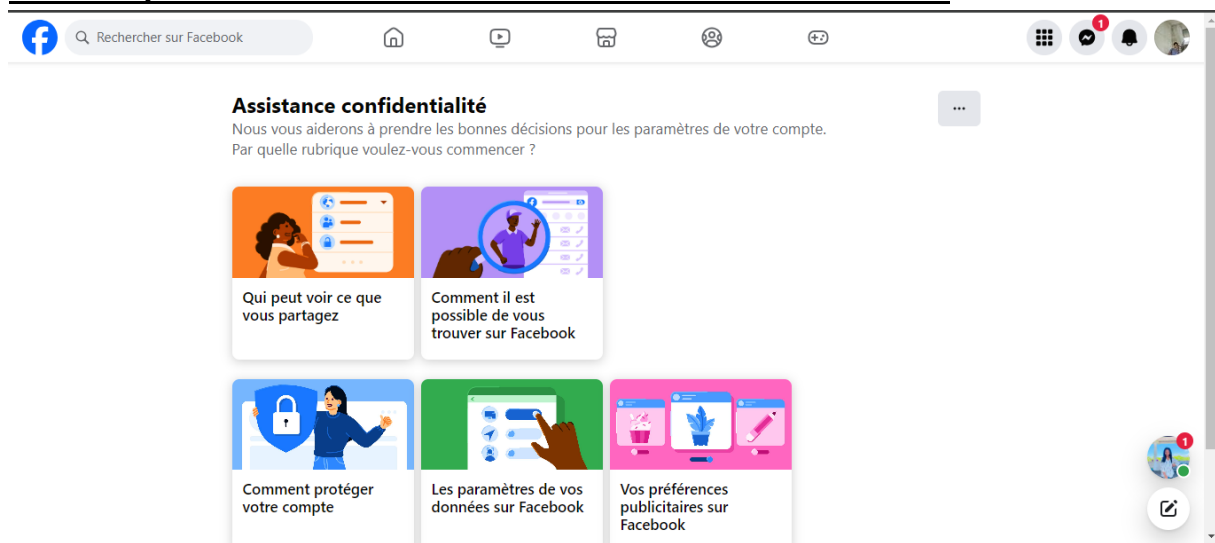 Rechercher sur Facebook
1
Assistance confidentialité
Nous vous aiderons à prendre les bonnes décisions pour les paramètres de votre compte.
Par quelle rubrique voulez-vous commencer ?
Qui peut voir ce que
vous partagez
Comment il est
possible de vous
trouver sur Facebook
Comment protéger
votre compte
Les paramètres de vos
données sur Facebook
Vos préférences
publicitaires sur
Facebook
1